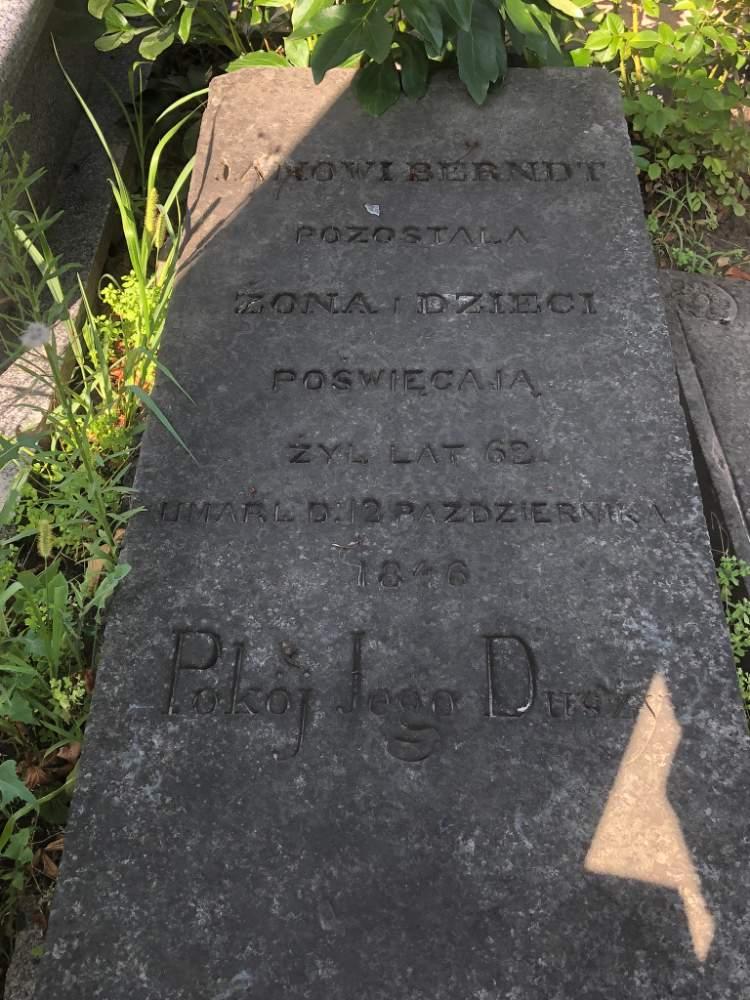 JANOWI BERNDT
POZOSTAŁA
ŻONA I DZIECI
POŚWIĘCAJĄ
ŻYŁ LAT 62
UMARŁ D: 12 PAŹDZIERNIKA
1846
Pokój Jego Duszy